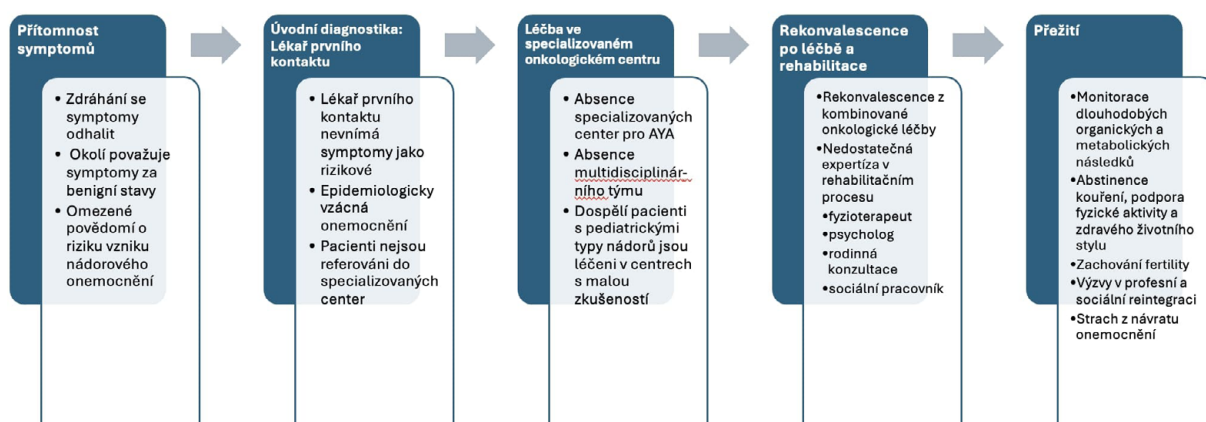 Přítomnost
symptomů
• Zdráhání se
symptomy
odhalit
• Okolí považuje
symptomy za
benigní stavy
• Omezené
povědomí o
riziku vzniku
nádorového
onemocnění
Úvodní diagnostika:
Lékař prvního
kontaktu
• Lékař prvního
kontaktu
nevnímá
symptomy jako
rizikové
• Epidemiologicky
vzácná
onemocnění
• Pacienti nejsou
referováni do
specializovaných
center
Léčba ve
specializovaném
onkologickém centru
• Absence
specializovaných
center pro AYA
• Absence
multidisciplinár-
ního týmu
• Dospělí pacienti
s pediatrickými
typy nádorů jsou
léčeni v centrech
s malou
zkušeností
Rekonvalescence
po léčbě a
rehabilitace
•Rekonvalescence z
kombinované
onkologické léčby
•Nedostatečná
expertíza v
rehabilitačním
procesu
•fyzioterapeut
•psycholog
•rodinná
konzultace
•sociální pracovník
Přežití
•Monitorace
dlouhodobých
organických a
metabolických
následků
•Abstinence
kouření, podpora
fyzické aktivity a
zdravého životního
stylu
•Zachování fertility
•Výzvy v profesní a
sociální reintegraci
•Strach z návratu
onemocnění